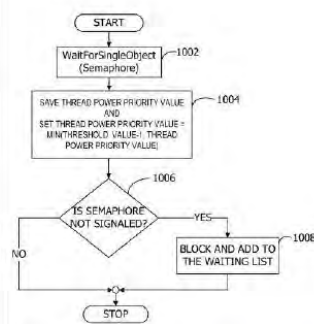 START
WaitForSingleObject
(Semaphore)
1002
SAVE THREAD POWER PRIORITY VALUE
AND
SET THREAD POWER PRIORITY VALUE =
MIN(THRESHOLD VALUE-1, THREAD
POWER PRIORITY VALUE)
1004
1006
IS SEMAPHORE
NOT SIGNALED?
YES
NO
BLOCK AND ADD TO
THE WAITING LIST
1008
STOP